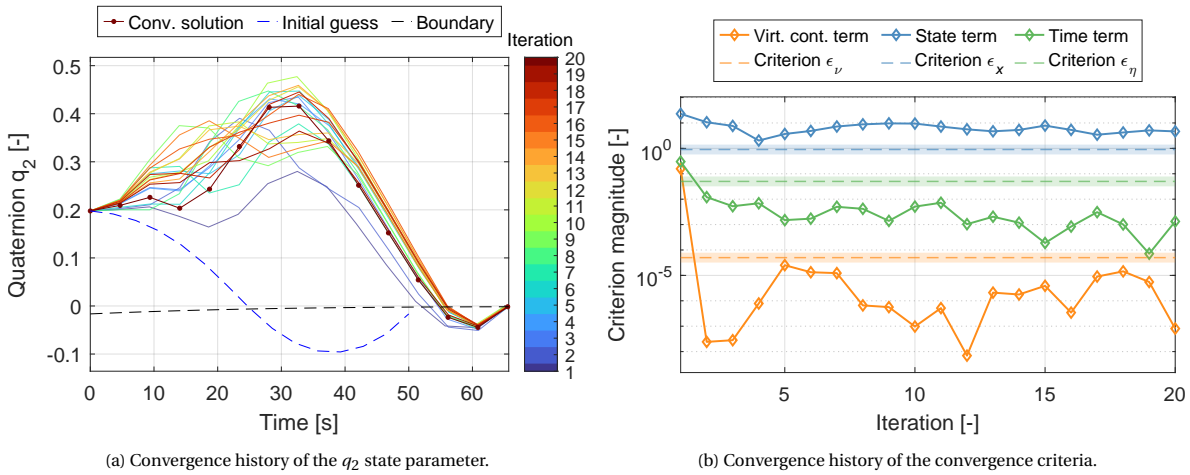 Conv. solution Initial guess Boundary
Iteration
0.5
0.4
0.3
0.2
0.1
0
-0.1
Quaternion q2 [-]
0 10 20 30 40 50 60
Time [s]
20
19
18
17
16
15
14
13
12
11
10
9
8
7
6
5
4
3
2
1
(a) Convergence history of the q2 state parameter.
Virt. cont. term State term Time term
Criterion ϵν Criterion ϵx Criterion ϵη
10^0
10^-5
Criterion magnitude [-]
5 10 15 20
Iteration [-]
(b) Convergence history of the convergence criteria.